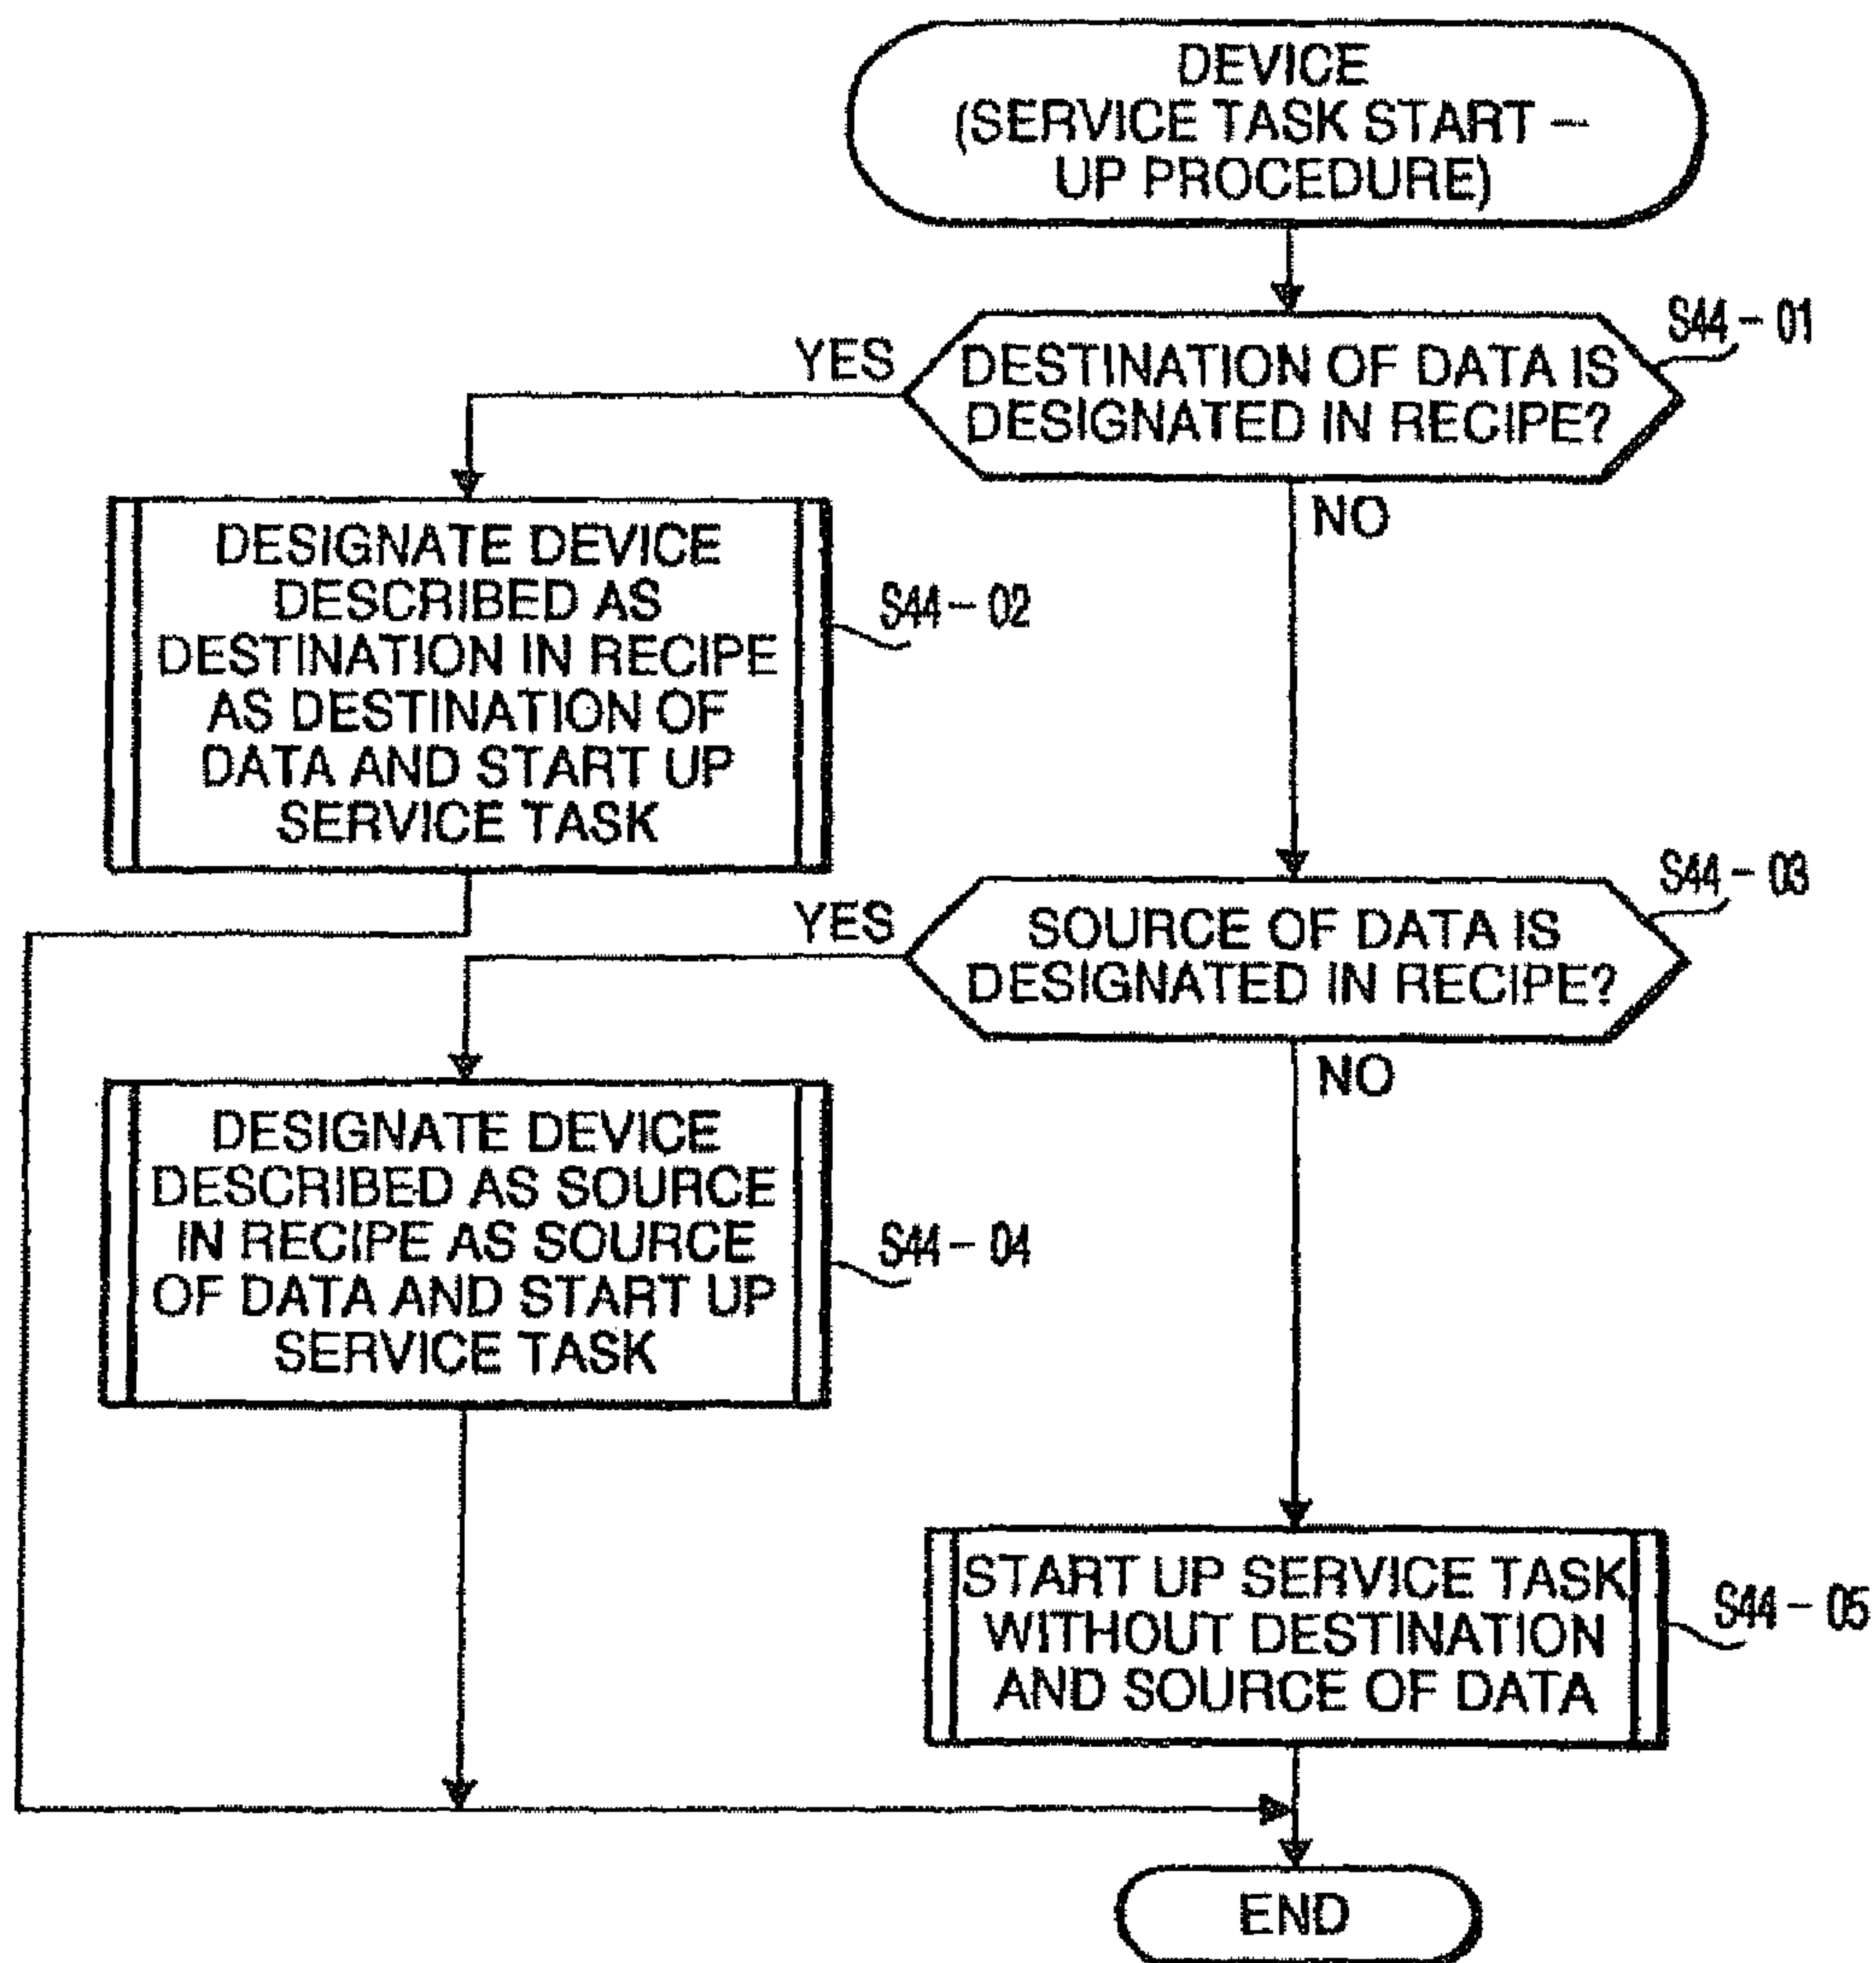 DEVICE
(SERVICE TASK START –
UP PROCEDURE)
S44 – 01
YES
DESTINATION OF DATA IS
DESIGNATED IN RECIPE?
NO
DESIGNATE DEVICE
DESCRIBED AS
DESTINATION IN RECIPE
AS DESTINATION OF
DATA AND START UP
SERVICE TASK
S44 – 02
S44 – 03
YES
SOURCE OF DATA IS
DESIGNATED IN RECIPE?
NO
DESIGNATE DEVICE
DESCRIBED AS SOURCE
IN RECIPE AS SOURCE
OF DATA AND START UP
SERVICE TASK
S44 – 04
START UP SERVICE TASK
WITHOUT DESTINATION
AND SOURCE OF DATA
S44 – 05
END